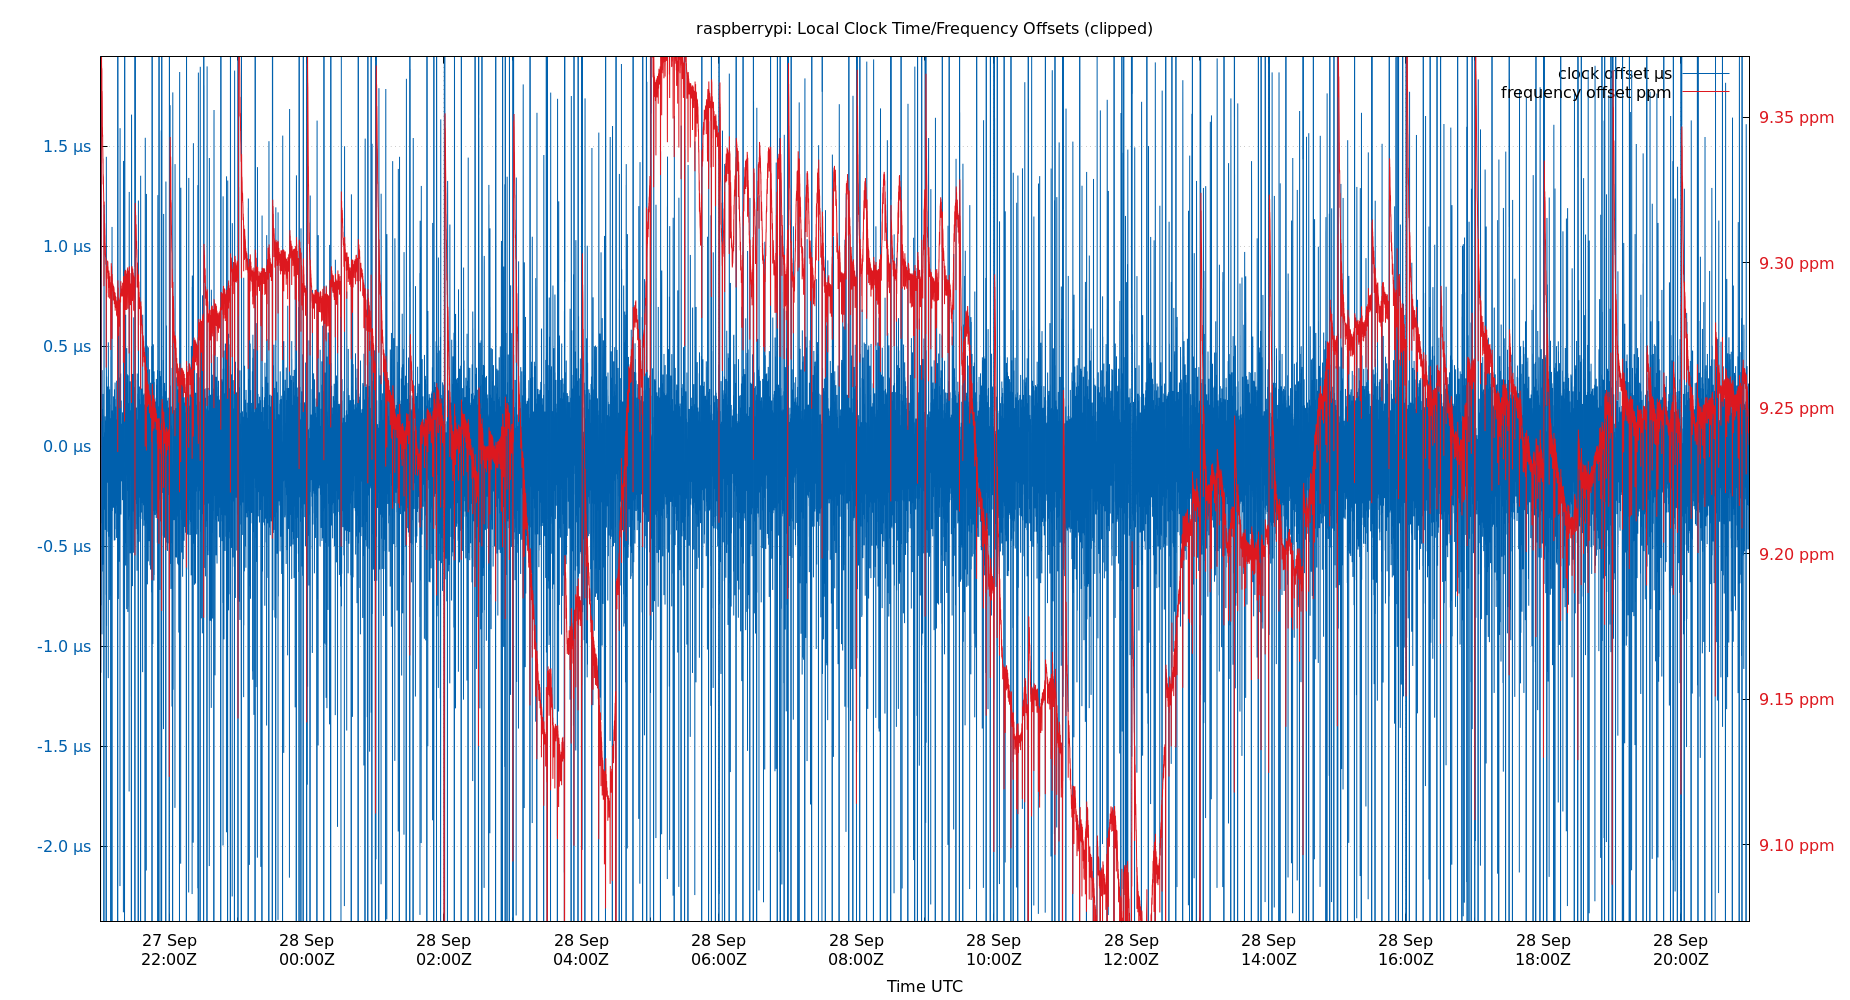 raspberrypi: Local Clock Time/Frequency Offsets (clipped)
clock offset µs
frequency offset ppm
1.5 µs
1.0 µs
0.5 µs
0.0 µs
-0.5 µs
-1.0 µs
-1.5 µs
-2.0 µs
9.35 ppm
9.30 ppm
9.25 ppm
9.20 ppm
9.15 ppm
9.10 ppm
27 Sep 28 Sep 28 Sep 28 Sep 28 Sep 28 Sep 28 Sep 28 Sep 28 Sep 28 Sep 28 Sep 28 Sep
22:00Z 00:00Z 02:00Z 04:00Z 06:00Z 08:00Z 10:00Z 12:00Z 14:00Z 16:00Z 18:00Z 20:00Z
Time UTC